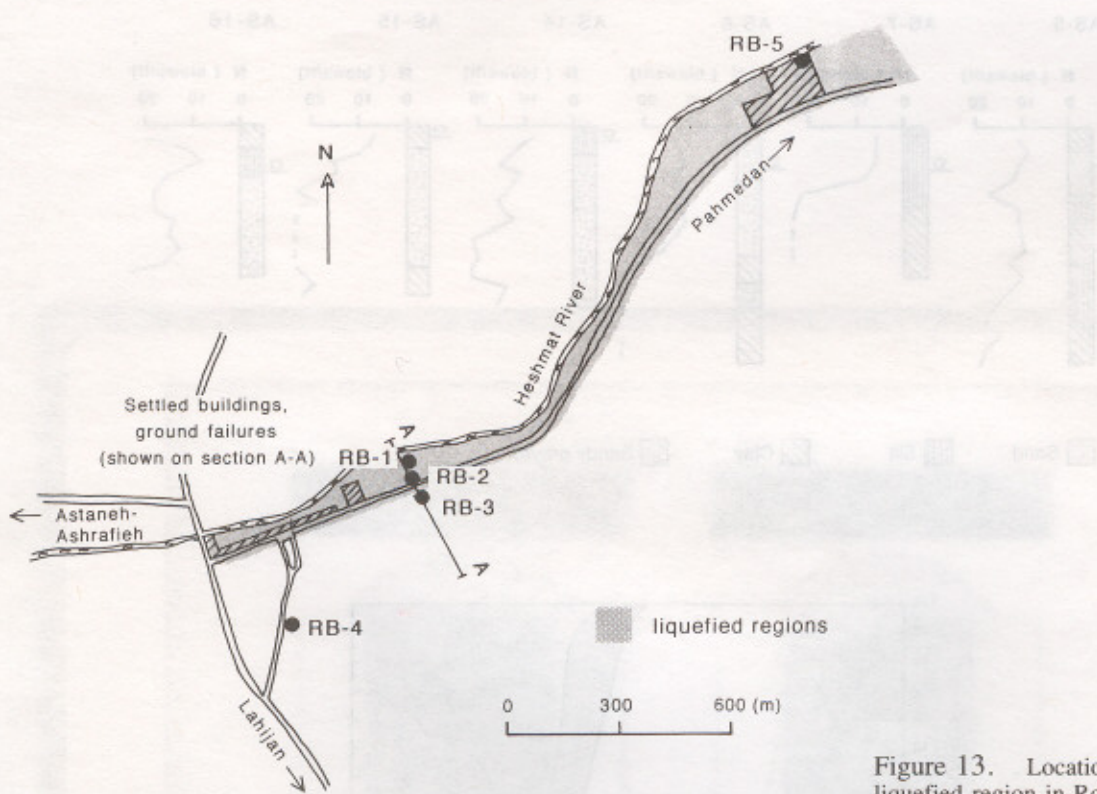 RB-5
N
Pahmedan
Heshmat River
Settled buildings,
ground failures
(shown on section A-A)
A
RB-1
RB-2
RB-3
A
Astaneh-
Ashrafieh
RB-4
liquefied regions
Lahijan
0 300 600 (m)
Figure 13. Locatio
liquefied region in